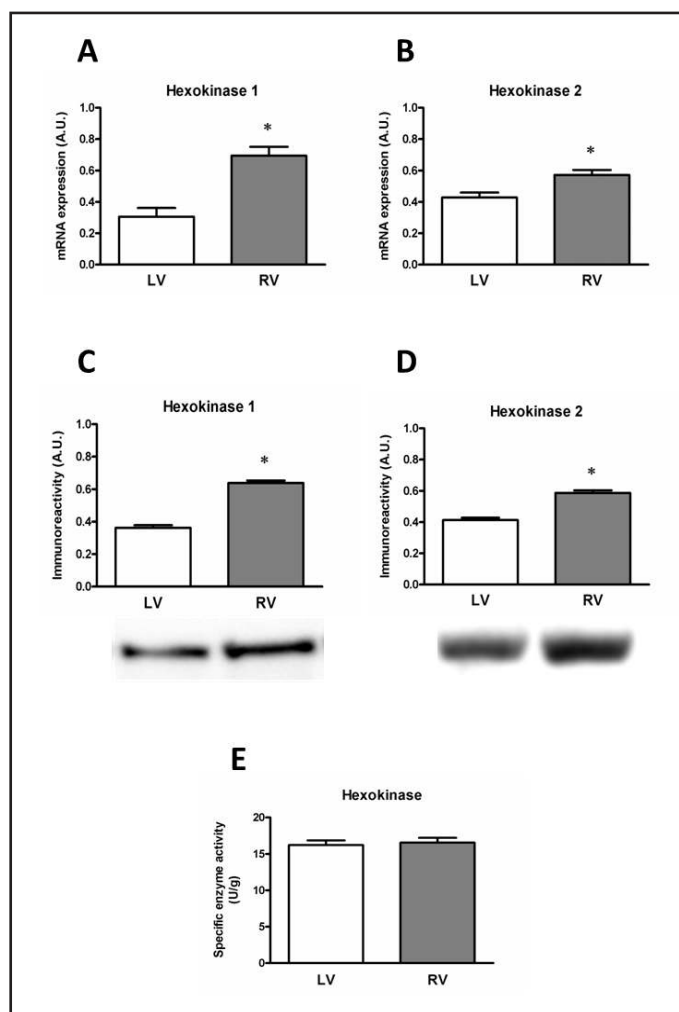 A
Hexokinase 1
mRNA expression (A.U.)
1.0
0.8
0.6
0.4
0.2
0.0
*
LV RV
B
Hexokinase 2
mRNA expression (A.U.)
1.0
0.8
0.6
0.4
0.2
0.0
*
LV RV
C
Hexokinase 1
Immunoreactivity (A.U.)
1.0
0.8
0.6
0.4
0.2
0.0
*
LV RV
D
Hexokinase 2
Immunoreactivity (A.U.)
1.0
0.8
0.6
0.4
0.2
0.0
*
LV RV
E
Hexokinase
Specific enzyme activity
(U/g)
20
15
10
5
0
LV RV